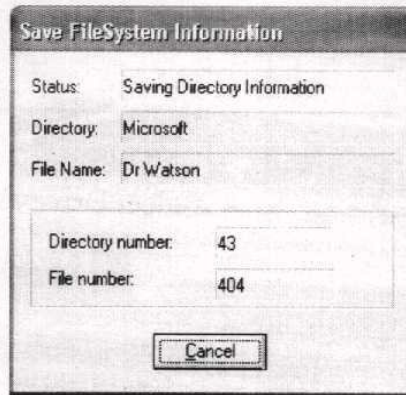 Save FileSystem Information
Status: Saving Directory Information
Directory: Microsoft
File Name: Dr Watson
Directory number: 43
File number: 404
Cancel